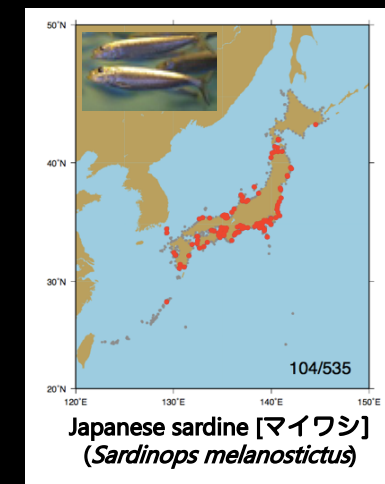 50°N
40°N
30°N
20°N
120°E
130°E
140°E
150°E
104/535
Japanese sardine [マイワシ]
(Sardinops melanostictus)